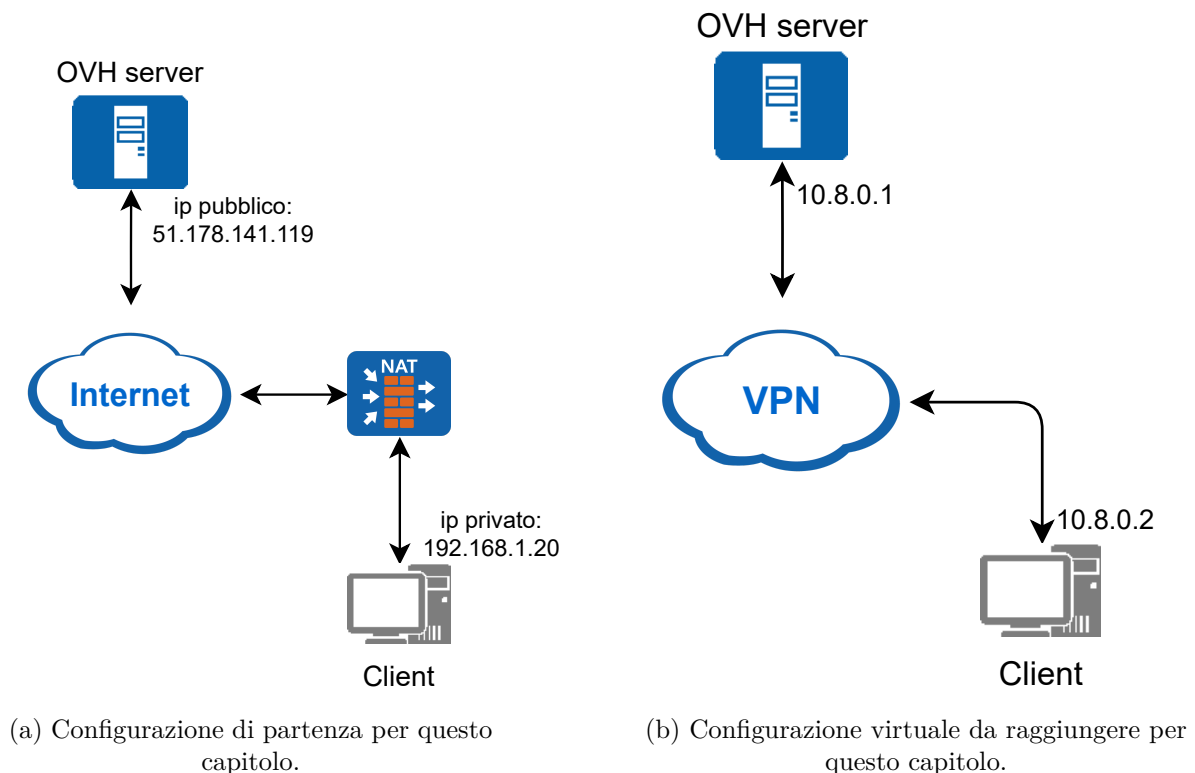 OVH server
ip pubblico:
51.178.141.119
Internet
NAT
ip privato:
192.168.1.20
Client
(a) Configurazione di partenza per questo
capitolo.
OVH server
10.8.0.1
VPN
10.8.0.2
Client
(b) Configurazione virtuale da raggiungere per
questo capitolo.